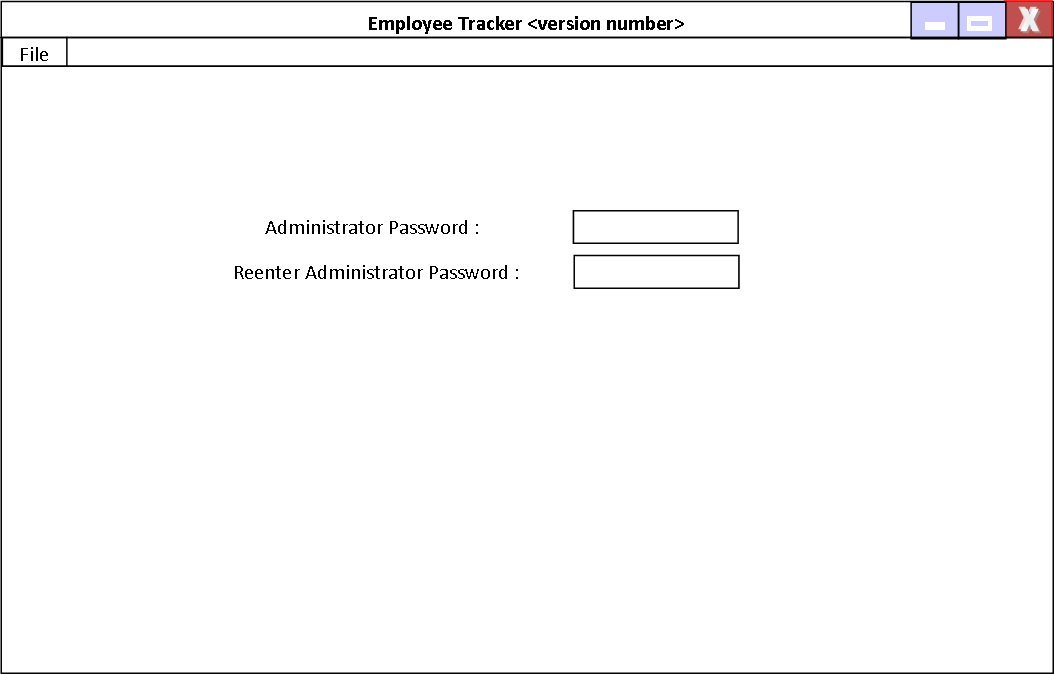 Employee Tracker <version number>
File
Administrator Password :
Reenter Administrator Password :